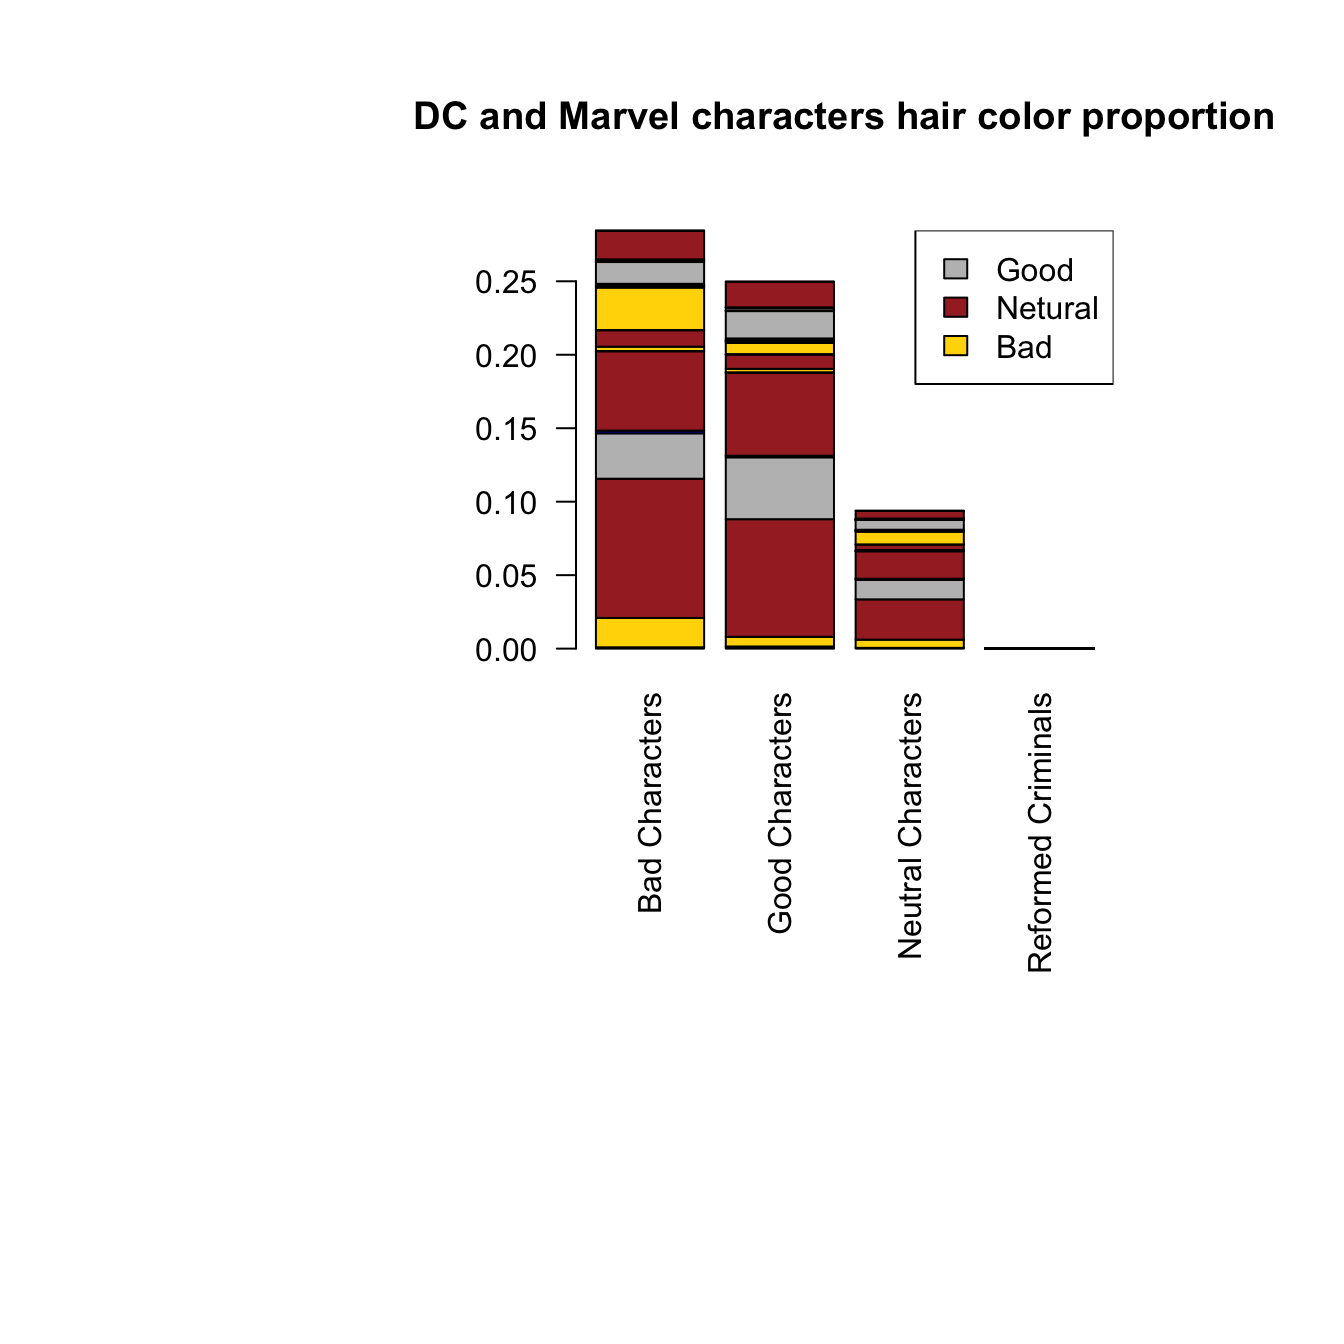 DC and Marvel characters hair color proportion
Good
Netural
Bad
0.25
0.20
0.15
0.10
0.05
0.00
Bad Characters
Good Characters
Neutral Characters
Reformed Criminals